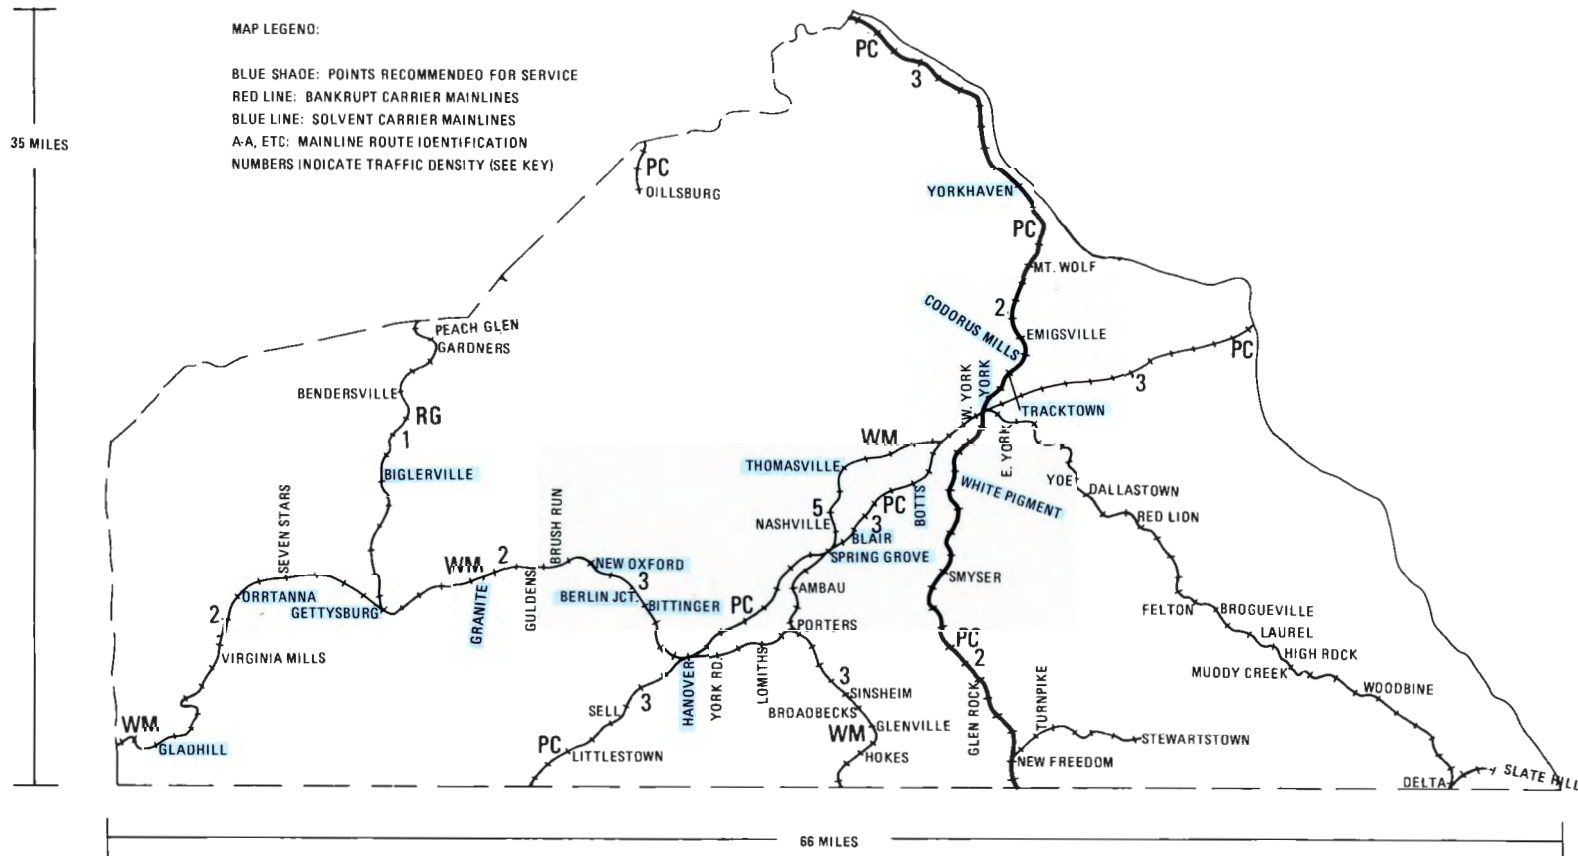 MAP LEGEND:
BLUE SHADE: POINTS RECOMMENDED FOR SERVICE
RED LINE: BANKRUPT CARRIER MAINLINES
BLUE LINE: SOLVENT CARRIER MAINLINES
A-A, ETC: MAINLINE ROUTE IDENTIFICATION
NUMBERS INDICATE TRAFFIC DENSITY (SEE KEY)
35 MILES
PC
3
PC
OILLSBURG
YORKHAVEN
PC
MT. WOLF
2
CODORUS MILLS
EMIGSVILLE
PEACH GLEN
GARDNERS
PC
3
BENDERSVILLE
RG
1
W. YORK
YORK
TRACKTOWN
E. YORK
WM
THOMASVILLE
BIGLERVILLE
YOE
DALLASTOWN
RED LION
WHITE PIGMENT
BOTTS
PC
3
5
NASHVILLE
BLAIR
SPRING GROVE
SEVEN STARS
BRUSH RUN
WM
2
NEW OXFORD
3
BERLIN JCT.
BITTINGER
GRANITE
GULDENS
ORRTANNA
GETTYSBURG
2
VIRGINIA MILLS
AMBAU
SMYSER
PC
PORTERS
FELTON
BROGUEVILLE
LAUREL
HIGH ROCK
MUDDY CREEK
WOODBINE
PC
2
HANOVER
YORK RD.
LOMITHS
3
SINSHEIM
BROADBECKS
GLENVILLE
WM
HOKES
SELL
3
PC
LITTLESTOWN
GLEN ROCK
TURNPIKE
STEWARTSTOWN
NEW FREEDOM
WM
GLADHILL
DELTA
SLATE HILL
66 MILES